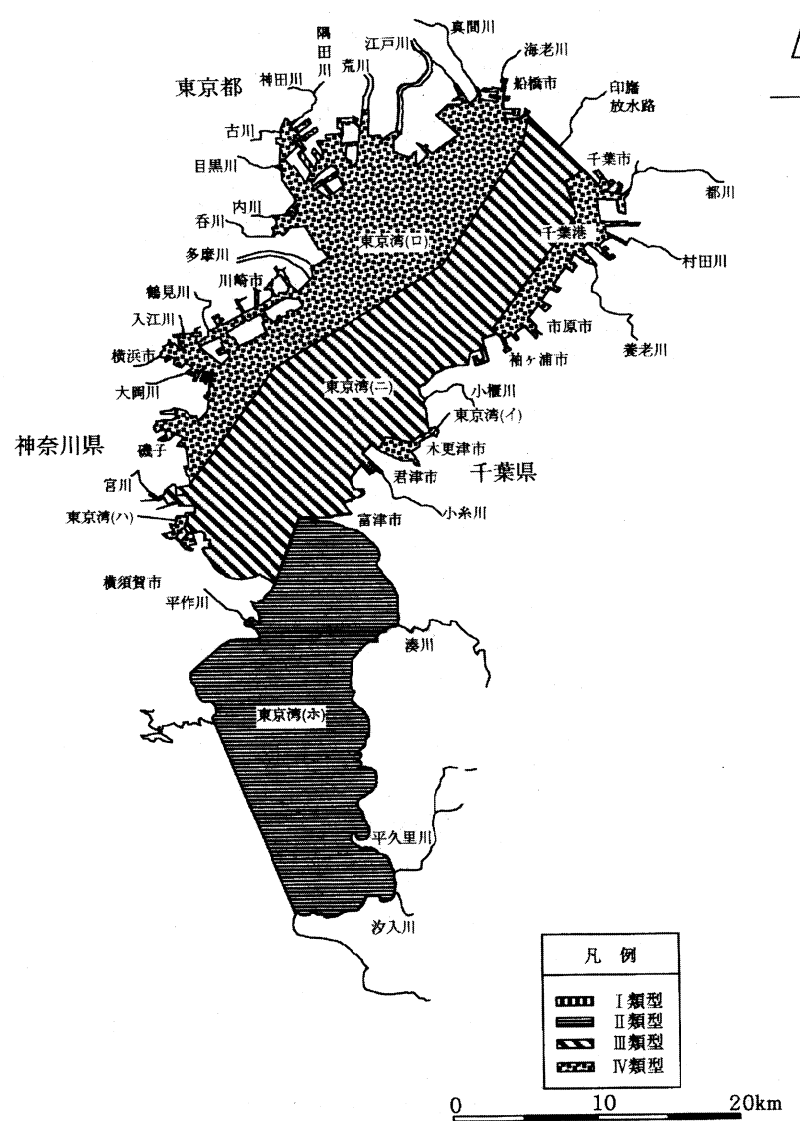 隅田川
江戸川
真間川
海老川
荒川
神田川
船橋市
東京都
印旛
放水路
古川
千葉市
目黒川
都川
内川
呑川
千葉港
東京湾(ロ)
多摩川
村田川
川崎市
鶴見川
入江川
市原市
養老川
横浜市
袖ヶ浦市
東京湾(ニ)
大岡川
小櫃川
東京湾(イ)
磯子
木更津市
神奈川県
君津市
千葉県
宮川
小糸川
東京湾(ハ)
富津市
横須賀市
平作川
湊川
東京湾(ホ)
平久里川
汐入川
凡 例
Ⅰ類型
Ⅱ類型
Ⅲ類型
Ⅳ類型
0 10 20km